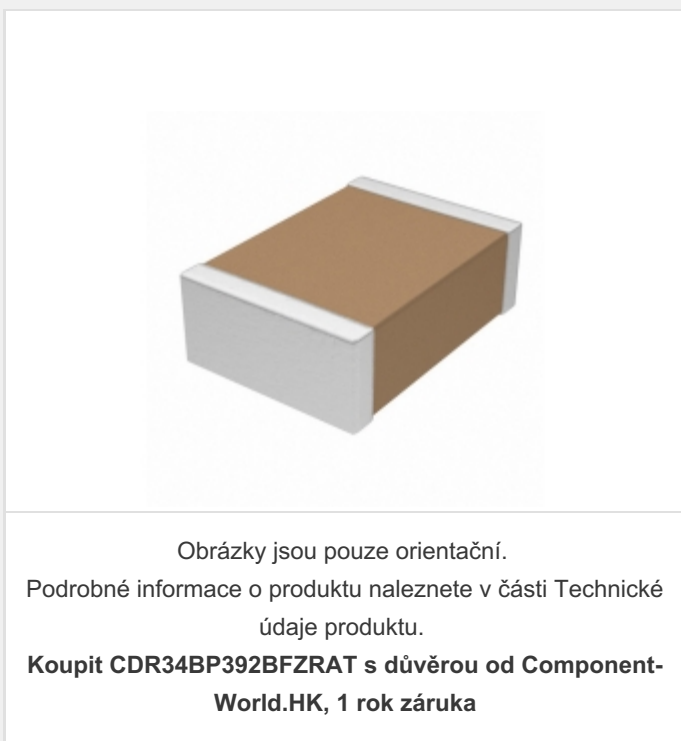 Obrázky jsou pouze orientační.
Podrobné informace o produktu naleznete v části Technické
údaje produktu.
Koupit CDR34BP392BFZRAT s důvěrou od Component-
World.HK, 1 rok záruka